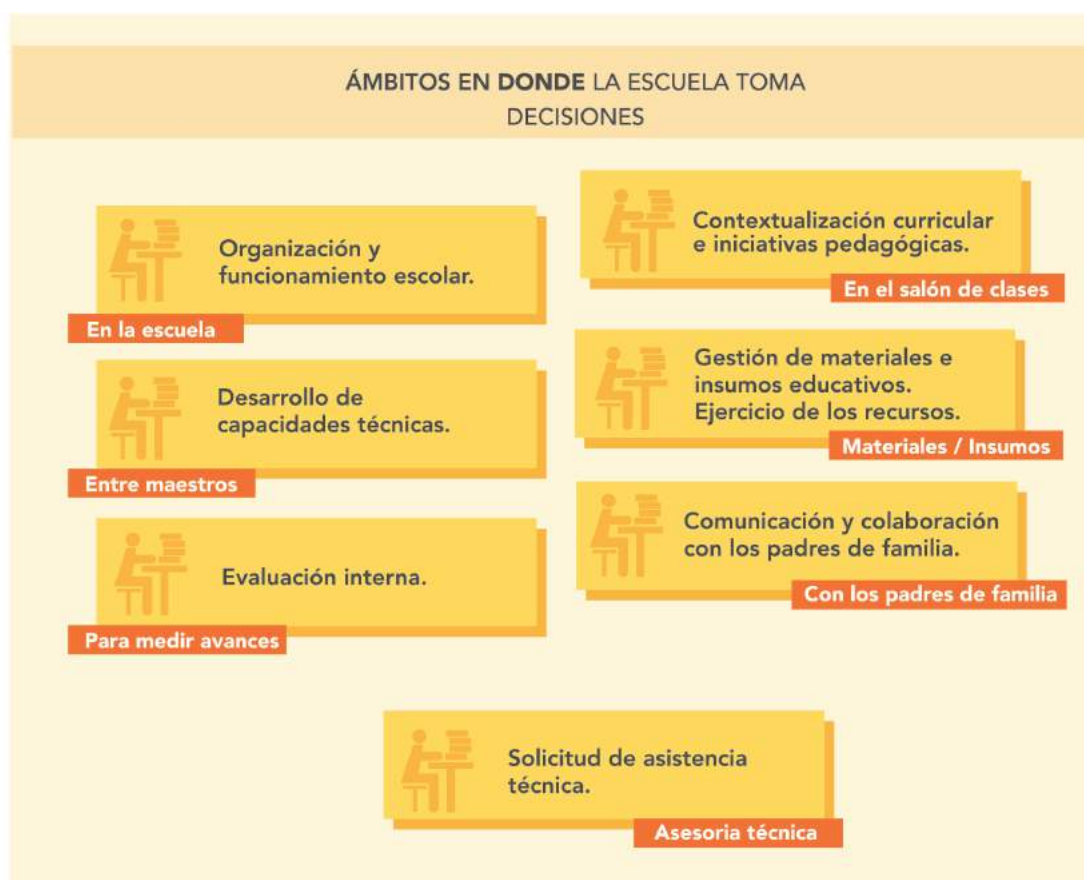 ÁMBITOS EN DONDE LA ESCUELA TOMA
DECISIONES
Organización y
funcionamiento escolar.
En la escuela
Contextualización curricular
e iniciativas pedagógicas.
En el salón de clases
Desarrollo de
capacidades técnicas.
Entre maestros
Gestión de materiales e
insumos educativos.
Ejercicio de los recursos.
Materiales / Insumos
Evaluación interna.
Para medir avances
Comunicación y colaboración
con los padres de familia.
Con los padres de familia
Solicitud de asistencia
técnica.
Asesoria técnica